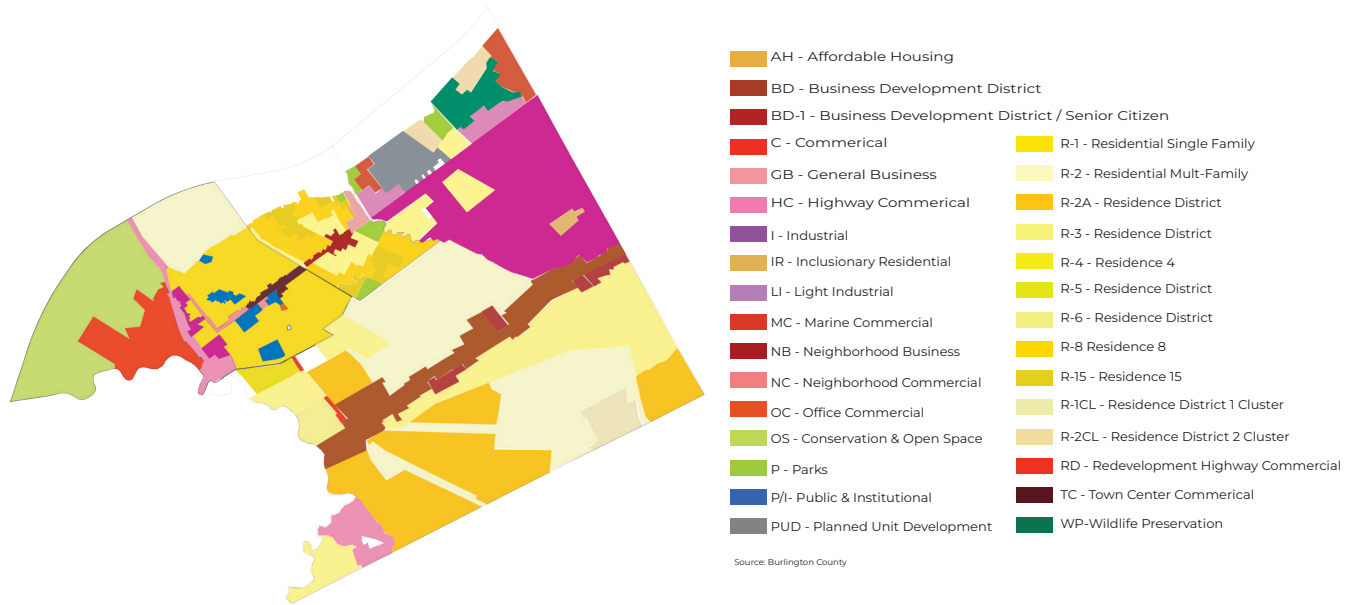 AH - Affordable Housing
BD - Business Development District
BD-1 - Business Development District / Senior Citizen
C - Commerical
GB - General Business
HC - Highway Commerical
I - Industrial
IR - Inclusionary Residential
LI - Light Industrial
MC - Marine Commercial
NB - Neighborhood Business
NC - Neighborhood Commercial
OC - Office Commercial
OS - Conservation & Open Space
P - Parks
P/I- Public & Institutional
PUD - Planned Unit Development
R-1 - Residential Single Family
R-2 - Residential Mult-Family
R-2A - Residence District
R-3 - Residence District
R-4 - Residence 4
R-5 - Residence District
R-6 - Residence District
R-8 Residence 8
R-15 - Residence 15
R-1CL - Residence District 1 Cluster
R-2CL - Residence District 2 Cluster
RD - Redevelopment Highway Commercial
TC - Town Center Commerical
WP-Wildlife Preservation
Source: Burlington County